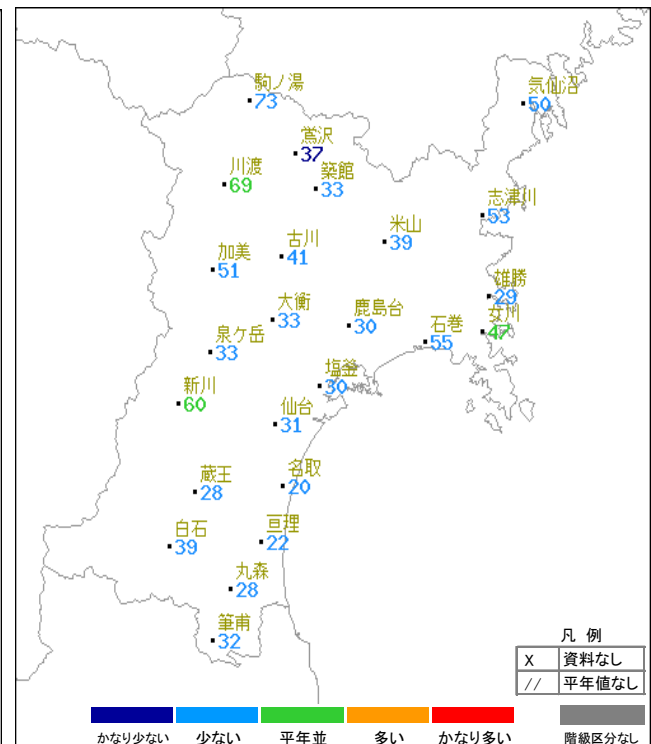 駒ノ湯
73
気仙沼
50
鴬沢
37
川渡
69
築館
33
志津川
53
米山
39
古川
41
加美
51
雄勝
29
大衡
33
鹿島台
30
女川
47
石巻
55
泉ケ岳
33
塩釜
30
新川
60
仙台
31
名取
20
蔵王
28
亘理
22
白石
39
丸森
28
筆甫
32
凡 例
X 資料なし
// 平年値なし
かなり少ない 少ない 平年並 多い かなり多い 階級区分なし